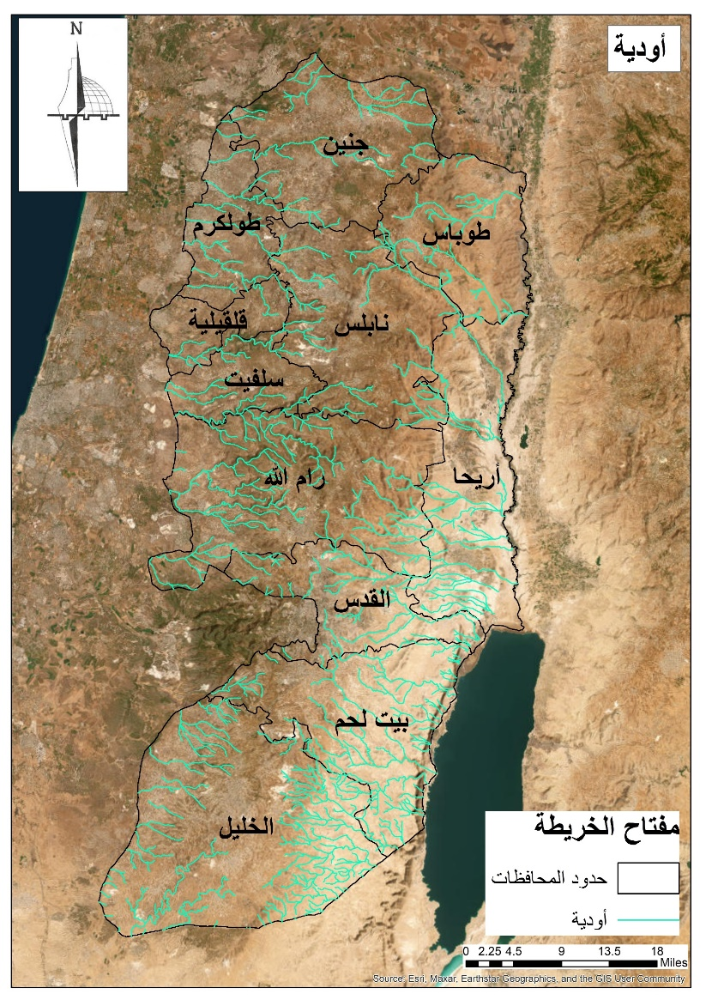 N
أودية
جنين
طولكرم
طوباس
قلقيلية
نابلس
سلفيت
رام الله
أريحا
القدس
بيت لحم
الخليل
مفتاح الخريطة
حدود المحافظات
أودية
0 2.25 4.5 9 13.5 18
Miles
Source: Esri, Maxar, Earthstar Geographics, and the GIS User Community